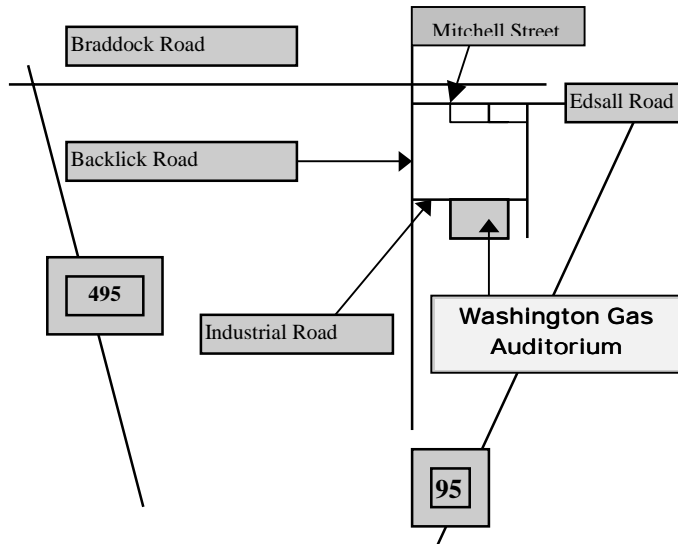 Mitchell Street
Braddock Road
Edsall Road
Backlick Road
495
Industrial Road
Washington Gas
Auditorium
95